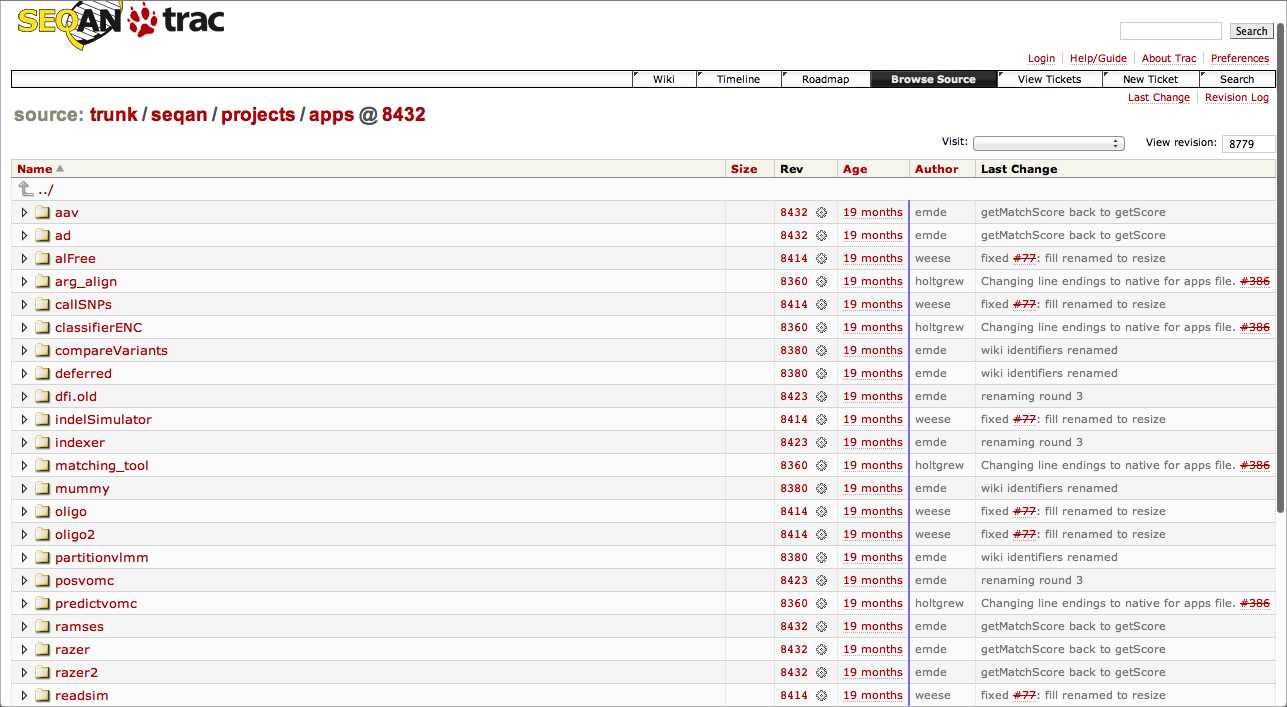 SEQAN trac
Search
Login Help/Guide About Trac Preferences
Wiki Timeline Roadmap Browse Source View Tickets New Ticket Search
Last Change Revision Log
source: trunk / seqan / projects / apps @ 8432
Visit: View revision: 8779
Name Size Rev Age Author Last Change
../
aav 8432 19 months emde getMatchScore back to getScore
ad 8432 19 months emde getMatchScore back to getScore
alFree 8414 19 months weese fixed #77: fill renamed to resize
arg_align 8360 19 months holtgrew Changing line endings to native for apps file. #386
callSNPs 8414 19 months weese fixed #77: fill renamed to resize
classifierENC 8360 19 months holtgrew Changing line endings to native for apps file. #386
compareVariants 8380 19 months emde wiki identifiers renamed
deferred 8380 19 months emde wiki identifiers renamed
dfi.old 8423 19 months emde renaming round 3
indelSimulator 8414 19 months weese fixed #77: fill renamed to resize
indexer 8423 19 months emde renaming round 3
matching_tool 8360 19 months holtgrew Changing line endings to native for apps file. #386
mummy 8380 19 months emde wiki identifiers renamed
oligo 8414 19 months weese fixed #77: fill renamed to resize
oligo2 8414 19 months weese fixed #77: fill renamed to resize
partitionvlmm 8380 19 months emde wiki identifiers renamed
posvomc 8423 19 months emde renaming round 3
predictvomc 8360 19 months holtgrew Changing line endings to native for apps file. #386
ramses 8432 19 months emde getMatchScore back to getScore
razer 8432 19 months emde getMatchScore back to getScore
razer2 8432 19 months emde getMatchScore back to getScore
readsim 8414 19 months weese fixed #77: fill renamed to resize